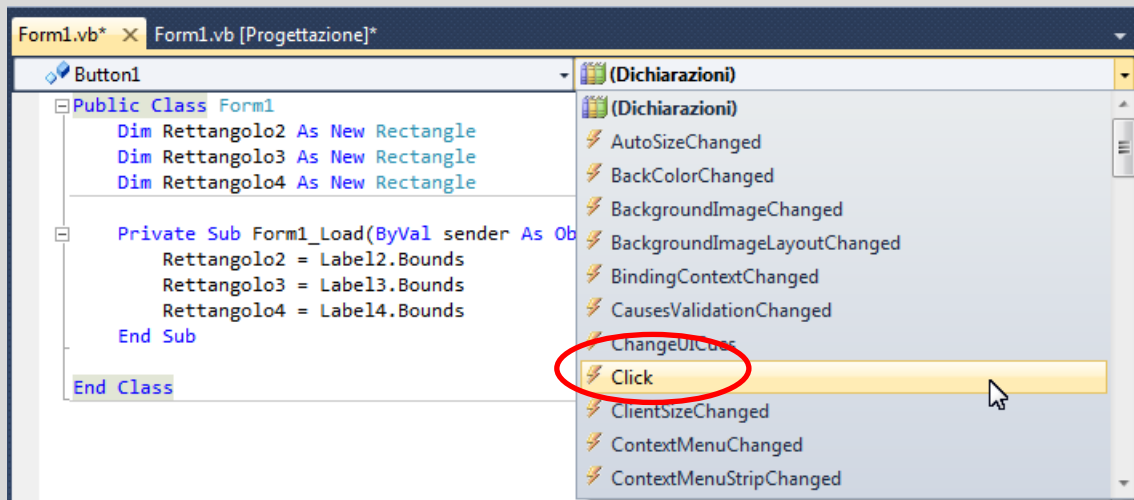 Form1.vb* Form1.vb [Progettazione]*
Button1 (Dichiarazioni)
Public Class Form1
Dim Rettangolo2 As New Rectangle
Dim Rettangolo3 As New Rectangle
Dim Rettangolo4 As New Rectangle
Private Sub Form1_Load(ByVal sender As Ob
Rettangolo2 = Label2.Bounds
Rettangolo3 = Label3.Bounds
Rettangolo4 = Label4.Bounds
End Sub
End Class
(Dichiarazioni)
AutoSizeChanged
BackColorChanged
BackgroundImageChanged
BackgroundImageLayoutChanged
BindingContextChanged
CausesValidationChanged
ChangeUICues
Click
ClientSizeChanged
ContextMenuChanged
ContextMenuStripChanged